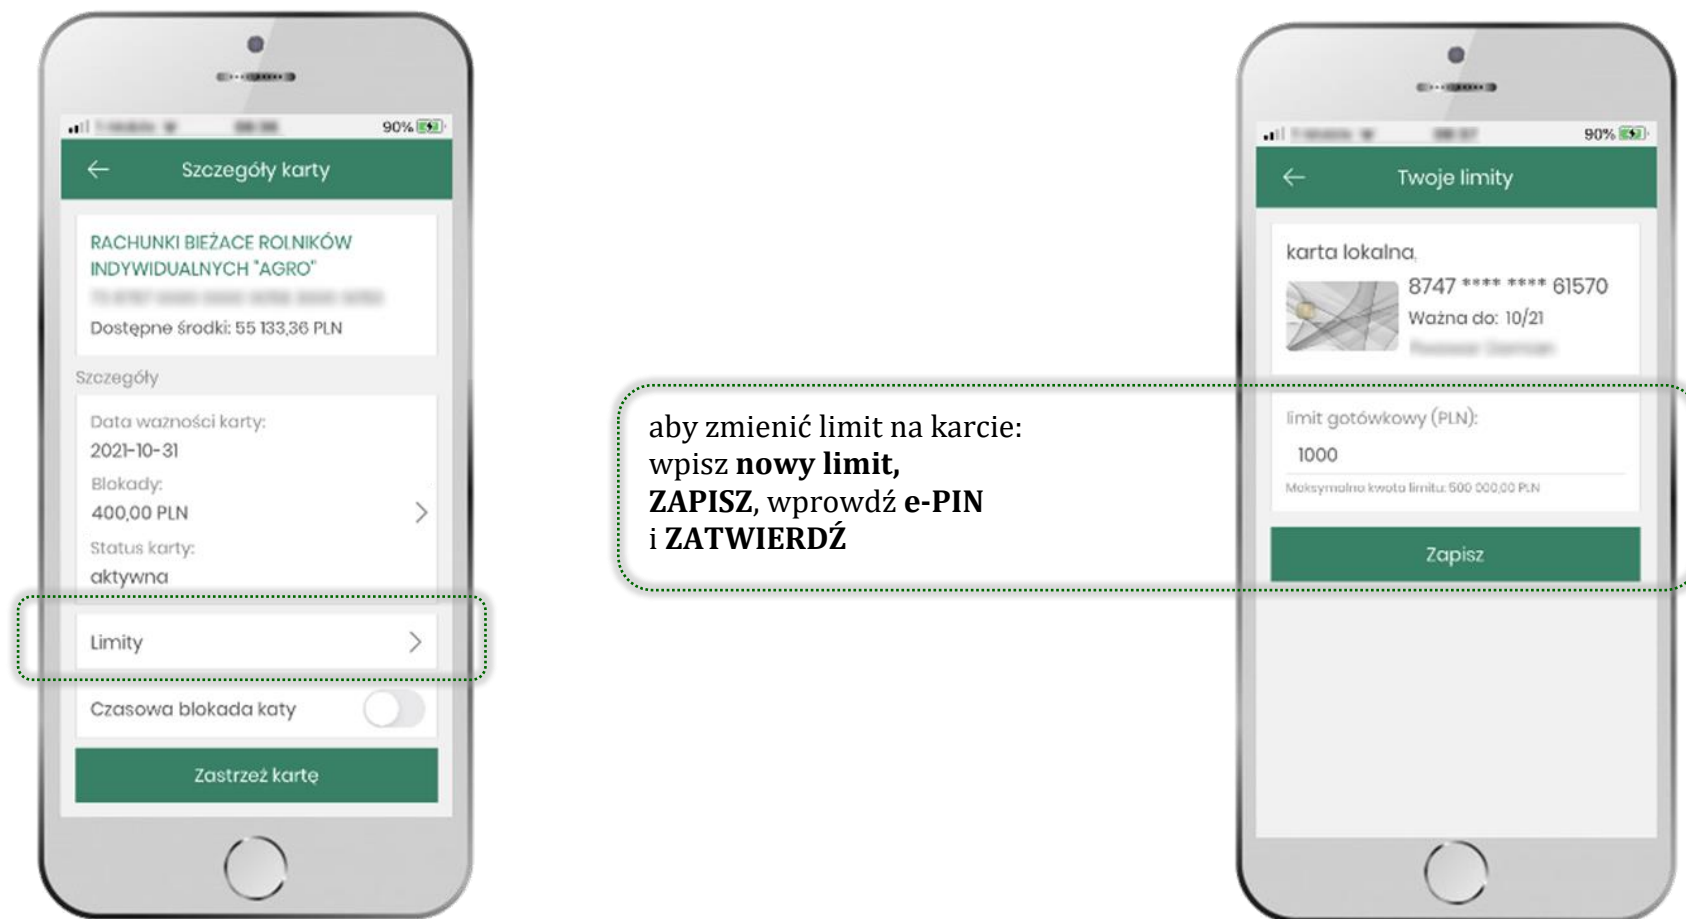 90%
Szczegóły karty
RACHUNKI BIEŻACE ROLNIKÓW
INDYWIDUALNYCH "AGRO"
Dostępne środki: 55 133,36 PLN
Szczegóły
Data ważności karty:
2021-10-31
Blokady:
400,00 PLN
Status karty:
aktywna
Limity
Czasowa blokada katy
Zastrzeż kartę
aby zmienić limit na karcie:
wpisz nowy limit,
ZAPISZ, wprowdź e-PIN
i ZATWIERDŹ
90%
Twoje limity
karta lokalna,
8747 **** **** 61570
Ważna do: 10/21
limit gotówkowy (PLN):
1000
Maksymalna kwota limitu: 500 000,00 PLN
Zapisz